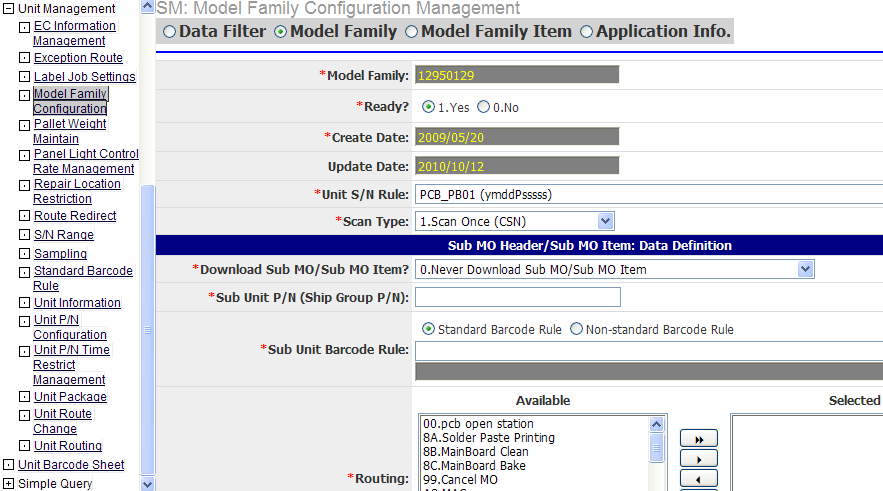 Unit Management
EC Information
Management
Exception Route
Label Job Settings
Model Family
Configuration
Pallet Weight
Maintain
Panel Light Control
Rate Management
Repair Location
Restriction
Route Redirect
S/N Range
Sampling
Standard Barcode
Rule
Unit Information
Unit P/N
Configuration
Unit P/N Time
Restrict
Management
Unit Package
Unit Route
Change
Unit Routing
Unit Barcode Sheet
Simple Query
SM: Model Family Configuration Management
Data Filter Model Family Model Family Item Application Info.
*Model Family: 12950129
*Ready? 1.Yes 0.No
*Create Date: 2009/05/20
Update Date: 2010/10/12
*Unit S/N Rule: PCB_PB01 (ymddPsssss)
*Scan Type: 1.Scan Once (CSN)
Sub MO Header/Sub MO Item: Data Definition
*Download Sub MO/Sub MO Item? 0.Never Download Sub MO/Sub MO Item
*Sub Unit P/N (Ship Group P/N):
Standard Barcode Rule Non-standard Barcode Rule
*Sub Unit Barcode Rule:
Available Selected
00.pcb open station
8A.Solder Paste Printing
8B.MainBoard Clean
8C.MainBoard Bake
*Routing: 99.Cancel MO